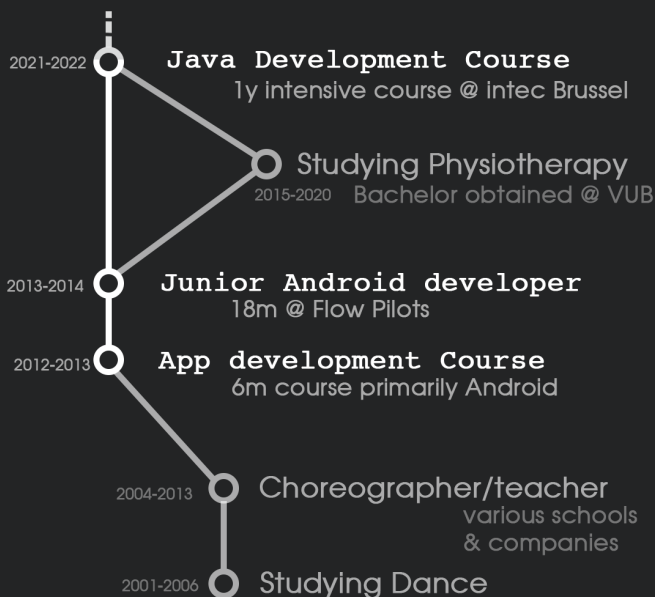 2021-2022 Java Development Course
1y intensive course @ intec Brussel
Studying Physiotherapy
2015-2020 Bachelor obtained @ VUB
2013-2014 Junior Android developer
18m @ Flow Pilots
2012-2013 App development Course
6m course primarily Android
2004-2013 Choreographer/teacher
various schools
& companies
2001-2006 Studying Dance